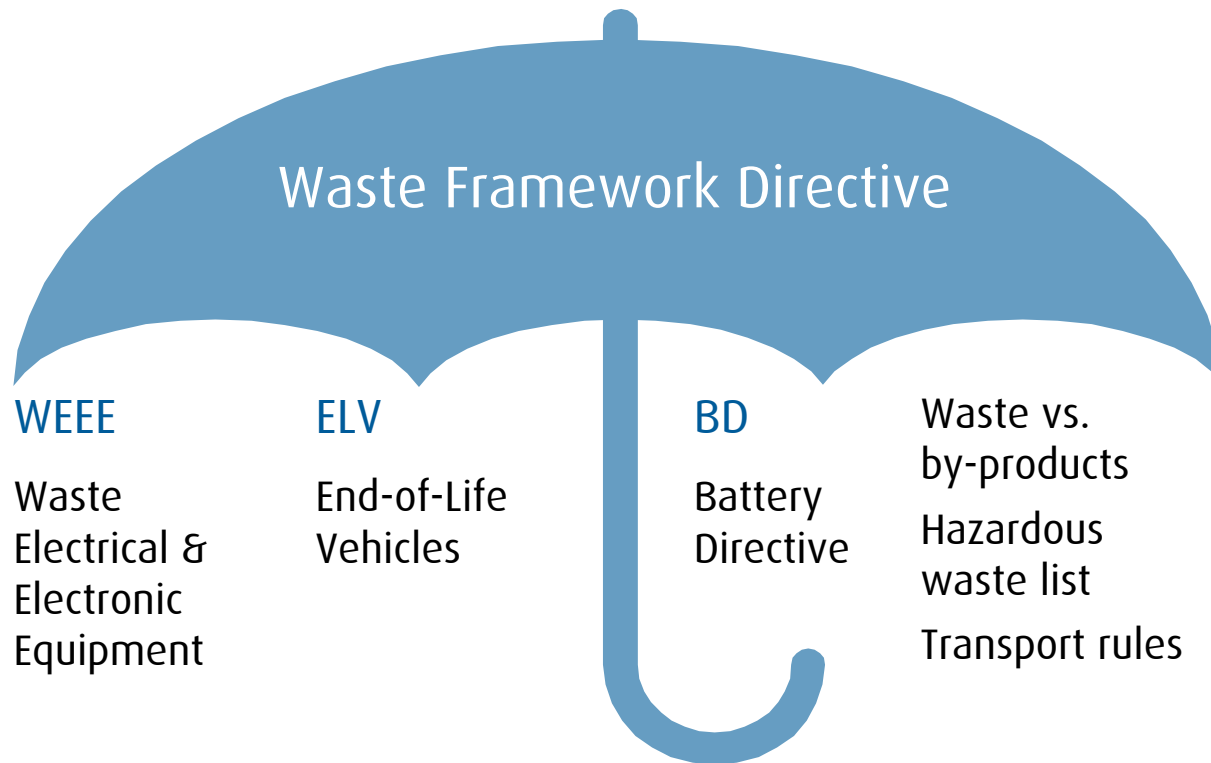 Waste Framework Directive
WEEE
Waste
Electrical &
Electronic
Equipment
ELV
End-of-Life
Vehicles
BD
Battery
Directive
Waste vs.
by-products
Hazardous
waste list
Transport rules